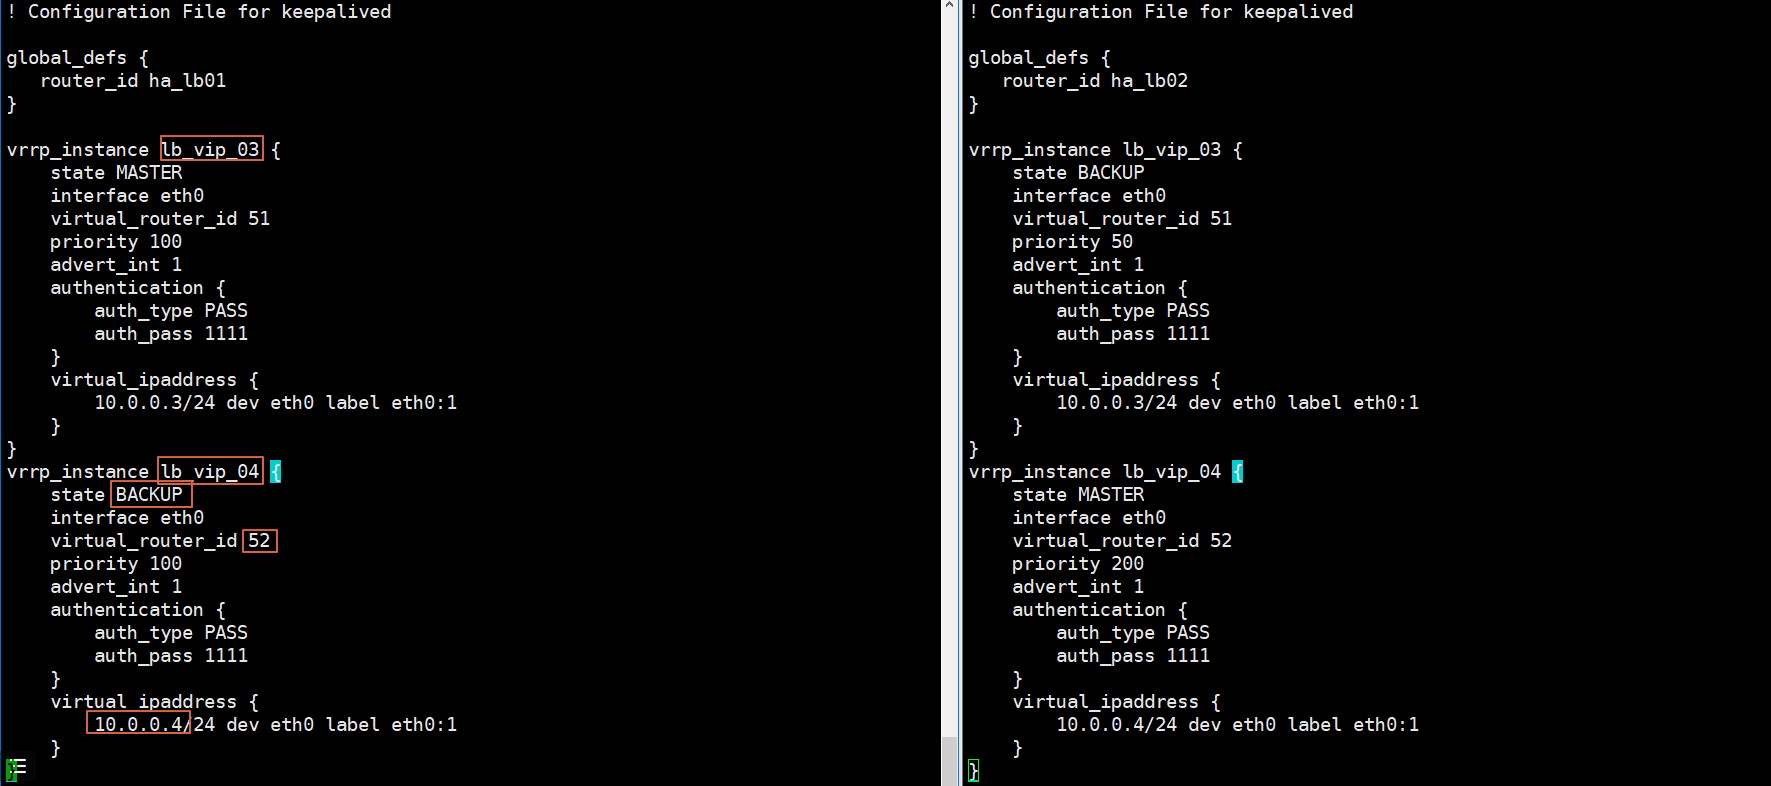 ! Configuration File for keepalived
global_defs {
router_id ha_lb01
}
vrrp_instance lb_vip_03 {
state MASTER
interface eth0
virtual_router_id 51
priority 100
advert_int 1
authentication {
auth_type PASS
auth_pass 1111
}
virtual_ipaddress {
10.0.0.3/24 dev eth0 label eth0:1
}
}
vrrp_instance lb_vip_04 {
state BACKUP
interface eth0
virtual_router_id 52
priority 100
advert_int 1
authentication {
auth_type PASS
auth_pass 1111
}
virtual_ipaddress {
10.0.0.4/24 dev eth0 label eth0:1
}
}
! Configuration File for keepalived
global_defs {
router_id ha_lb02
}
vrrp_instance lb_vip_03 {
state BACKUP
interface eth0
virtual_router_id 51
priority 50
advert_int 1
authentication {
auth_type PASS
auth_pass 1111
}
virtual_ipaddress {
10.0.0.3/24 dev eth0 label eth0:1
}
}
vrrp_instance lb_vip_04 {
state MASTER
interface eth0
virtual_router_id 52
priority 200
advert_int 1
authentication {
auth_type PASS
auth_pass 1111
}
virtual_ipaddress {
10.0.0.4/24 dev eth0 label eth0:1
}
}